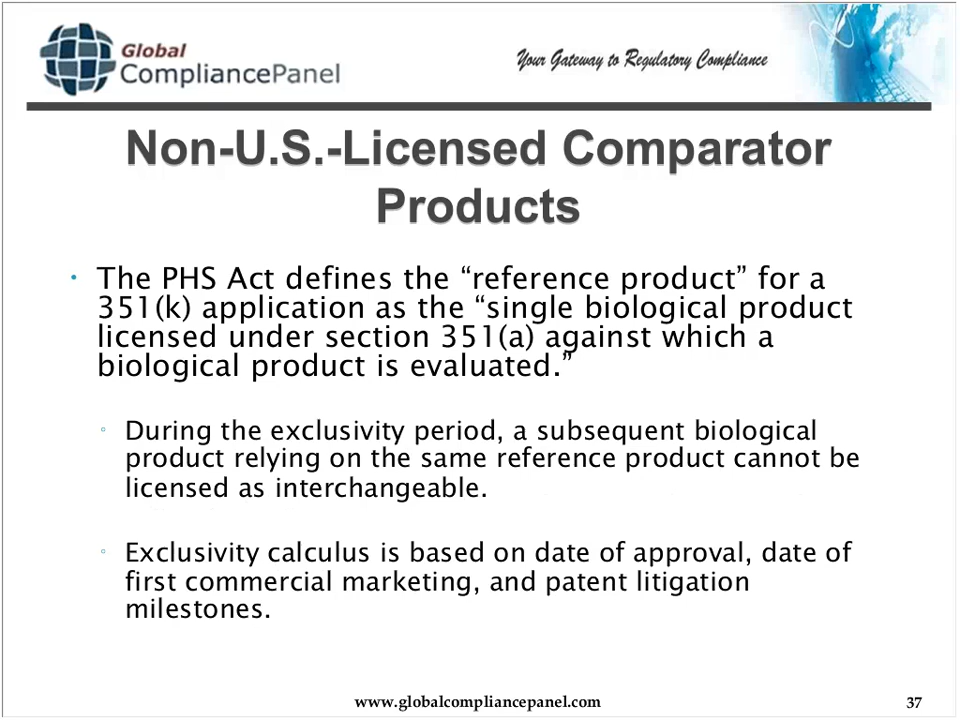 Global
CompliancePanel
Your Gateway to Regulatory Compliance
Non-U.S.-Licensed Comparator
Products
• The PHS Act defines the “reference product” for a
351(k) application as the “single biological product
licensed under section 351(a) against which a
biological product is evaluated.”
◦ During the exclusivity period, a subsequent biological
product relying on the same reference product cannot be
licensed as interchangeable.
◦ Exclusivity calculus is based on date of approval, date of
first commercial marketing, and patent litigation
milestones.
www.globalcompliancepanel.com
37